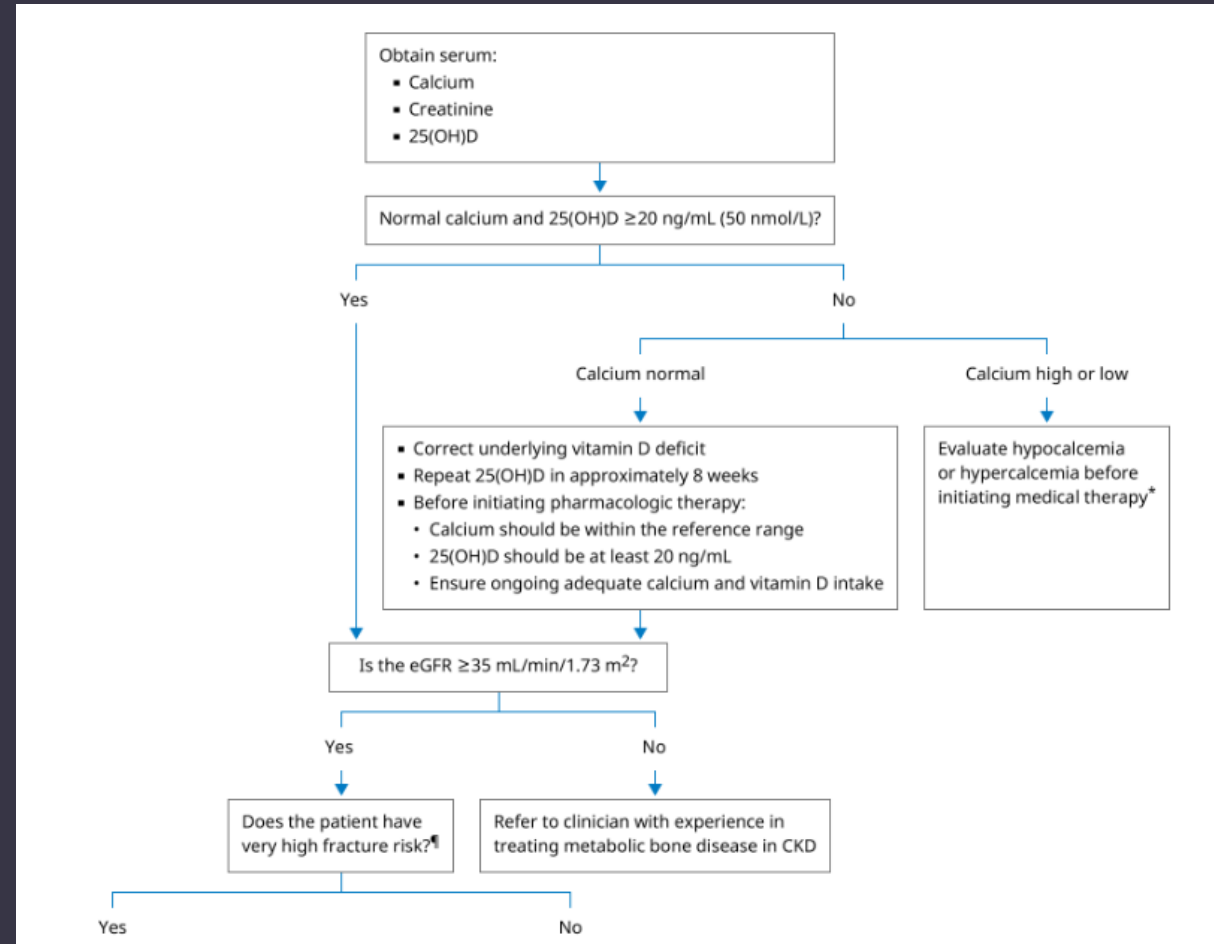 Obtain serum:
▪ Calcium
▪ Creatinine
▪ 25(OH)D
Normal calcium and 25(OH)D ≥20 ng/mL (50 nmol/L)?
Yes
No
Calcium normal
Calcium high or low
▪ Correct underlying vitamin D deficit
▪ Repeat 25(OH)D in approximately 8 weeks
▪ Before initiating pharmacologic therapy:
• Calcium should be within the reference range
• 25(OH)D should be at least 20 ng/mL
• Ensure ongoing adequate calcium and vitamin D intake
Evaluate hypocalcemia
or hypercalcemia before
initiating medical therapy*
Is the eGFR ≥35 mL/min/1.73 m²?
Yes
No
Does the patient have
very high fracture risk?¶
Refer to clinician with experience in
treating metabolic bone disease in CKD
Yes
No